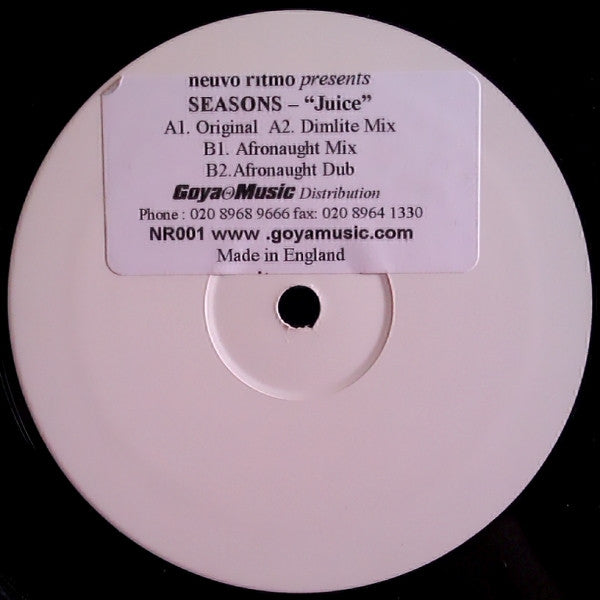 neuvo ritmo presents
SEASONS – “Juice”
A1. Original A2. Dimlite Mix
B1. Afronaught Mix
B2.Afronaught Dub
Goya Music Distribution
Phone : 020 8968 9666 fax: 020 8964 1330
NR001 www .goyamusic.com
Made in England